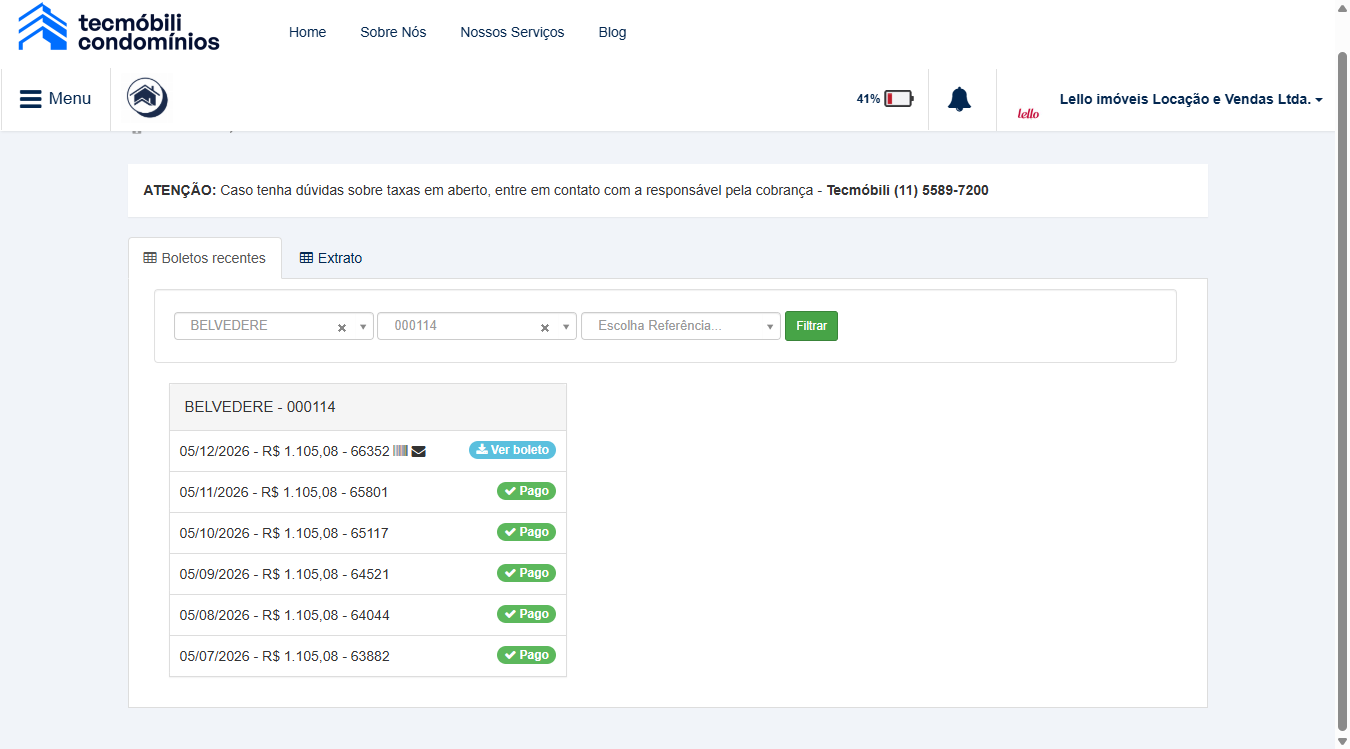 tecmóbili
condomínios
Home Sobre Nós Nossos Serviços Blog
Menu
41%
lello
Lello imóveis Locação e Vendas Ltda.
ATENÇÃO: Caso tenha dúvidas sobre taxas em aberto, entre em contato com a responsável pela cobrança - Tecmóbili (11) 5589-7200
Boletos recentes Extrato
BELVEDERE × 000114 × Escolha Referência... Filtrar
BELVEDERE - 000114
05/12/2026 - R$ 1.105,08 - 66352 Ver boleto
05/11/2026 - R$ 1.105,08 - 65801 Pago
05/10/2026 - R$ 1.105,08 - 65117 Pago
05/09/2026 - R$ 1.105,08 - 64521 Pago
05/08/2026 - R$ 1.105,08 - 64044 Pago
05/07/2026 - R$ 1.105,08 - 63882 Pago